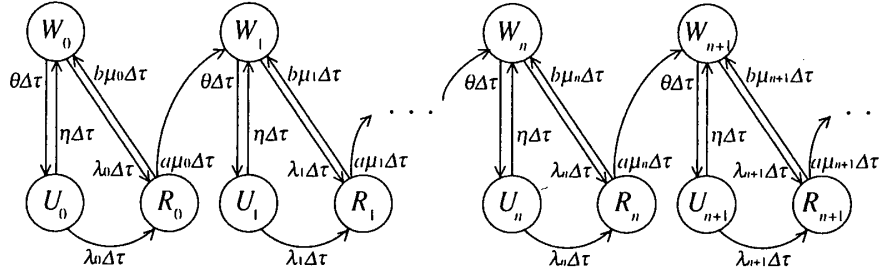 W₀ W₁ Wₙ Wₙ₊₁
θΔτ bμ₀Δτ θΔτ bμ₁Δτ θΔτ bμₙΔτ θΔτ bμₙ₊₁Δτ
· · · · ·
ηΔτ ηΔτ ηΔτ ηΔτ
λ₀Δτ aμ₀Δτ λ₁Δτ aμ₁Δτ λₙΔτ aμₙΔτ λₙ₊₁Δτ aμₙ₊₁Δτ
U₀ R₀ U₁ R₁ Uₙ Rₙ Uₙ₊₁ Rₙ₊₁
λ₀Δτ λ₁Δτ λₙΔτ λₙ₊₁Δτ